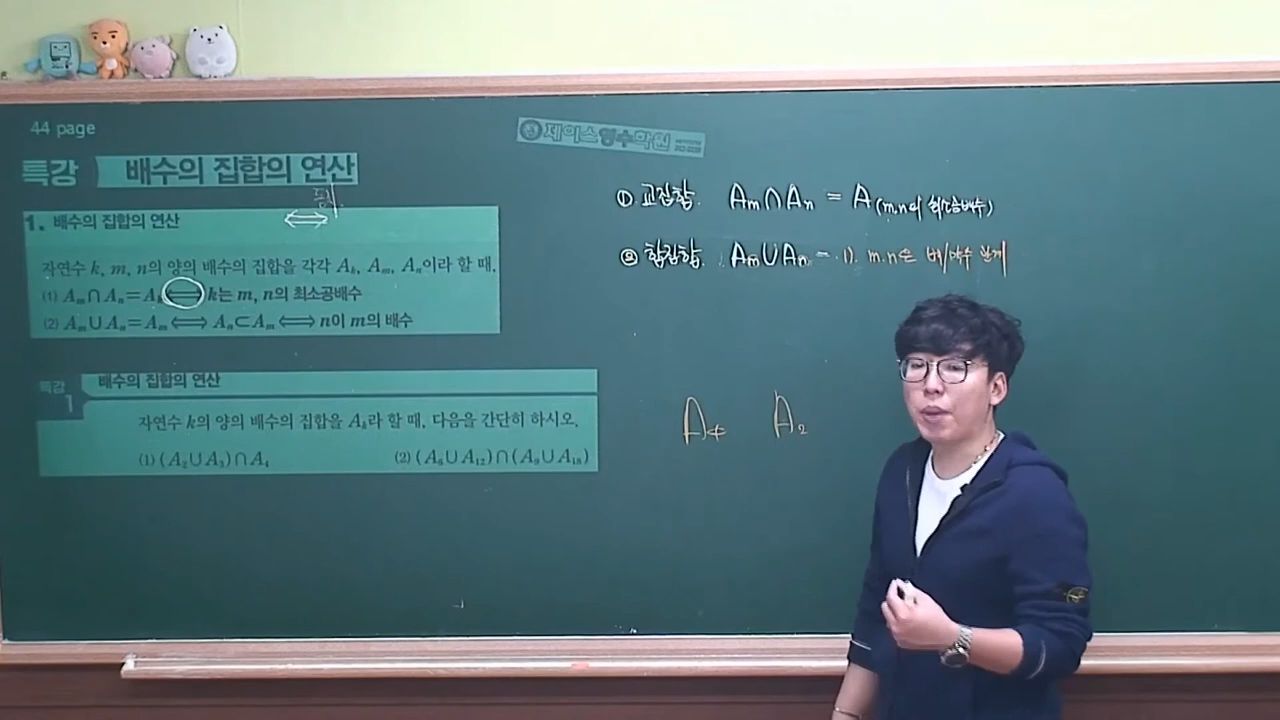 44 page
제이스영수학원
특강 배수의 집합의 연산
1. 배수의 집합의 연산
자연수 k, m, n의 양의 배수의 집합을 각각 Aₖ, Aₘ, Aₙ이라 할 때,
(1) Aₘ∩Aₙ=Aₖ⟺k는 m, n의 최소공배수
(2) Aₘ∪Aₙ=Aₘ⟺Aₙ⊂Aₘ⟺n이 m의 배수
특강 1 배수의 집합의 연산
자연수 k의 양의 배수의 집합을 Aₖ라 할 때, 다음을 간단히 하시오.
(1) (A₂∪A₃)∩A₄ (2) (A₆∪A₁₂)∩(A₉∪A₁₈)
① 교집합. Aₘ∩Aₙ = A(m,n의 최소공배수)
② 합집합. Aₘ∪Aₙ - 1). m,n은 배/약수 관계
A₄ A₂